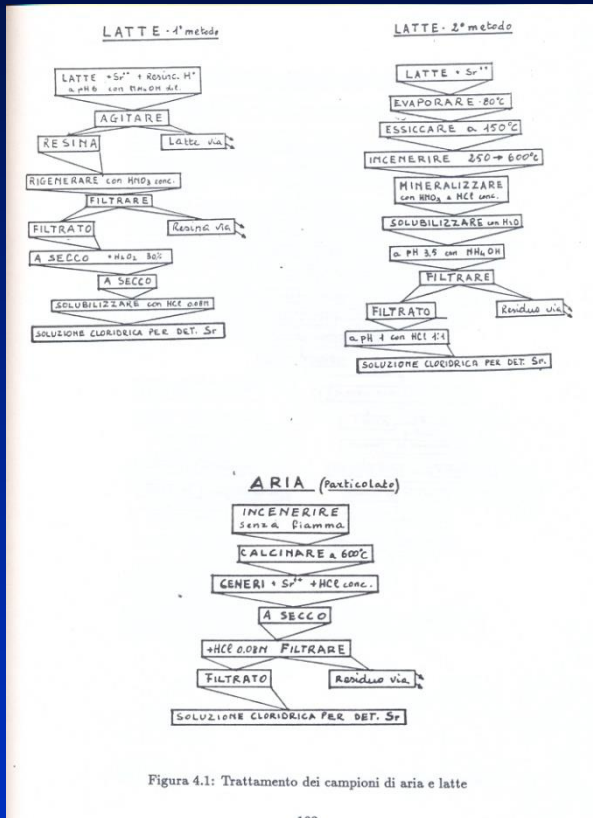 LATTE - 1° metodo
LATTE + Sr⁺⁺ + Resina H⁺
a pH 6 con NH₄OH dil.
AGITARE
RESINA
Latte via
RIGENERARE con HNO₃ conc.
FILTRARE
FILTRATO
Resina via
A SECCO + H₂O₂ 30%
A SECCO
SOLUBILIZZARE con HCl 0.08N
SOLUZIONE CLORIDRICA PER DET. Sr
LATTE - 2° metodo
LATTE + Sr⁺⁺
EVAPORARE - 80°C
ESSICCARE a 150°C
INCENERIRE 250 → 600°C
MINERALIZZARE
con HNO₃ e HCl conc.
SOLUBILIZZARE con H₂O
a pH 3,5 con NH₄OH
FILTRARE
FILTRATO
Residuo via
a pH 1 con HCl 1:1
SOLUZIONE CLORIDRICA PER DET. Sr.
ARIA (Particolato)
INCENERIRE
senza fiamma
CALCINARE a 600°C
CENERI + Sr⁺⁺ + HCl conc.
A SECCO
+HCl 0.08N FILTRARE
FILTRATO
Residuo via
SOLUZIONE CLORIDRICA PER DET. Sr
Figura 4.1: Trattamento dei campioni di aria e latte